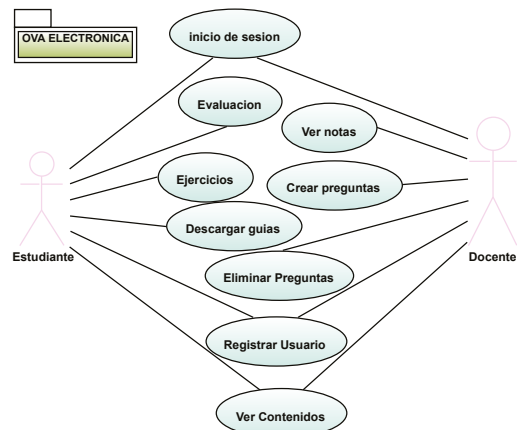 OVA ELECTRONICA
inicio de sesion
Evaluacion
Ver notas
Ejercicios
Crear preguntas
Descargar guias
Estudiante
Docente
Eliminar Preguntas
Registrar Usuario
Ver Contenidos